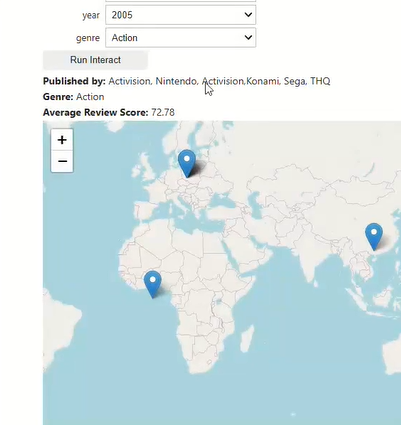 year 2005
genre Action
Run Interact
Published by: Activision, Nintendo, Activision,Konami, Sega, THQ
Genre: Action
Average Review Score: 72.78
+
−